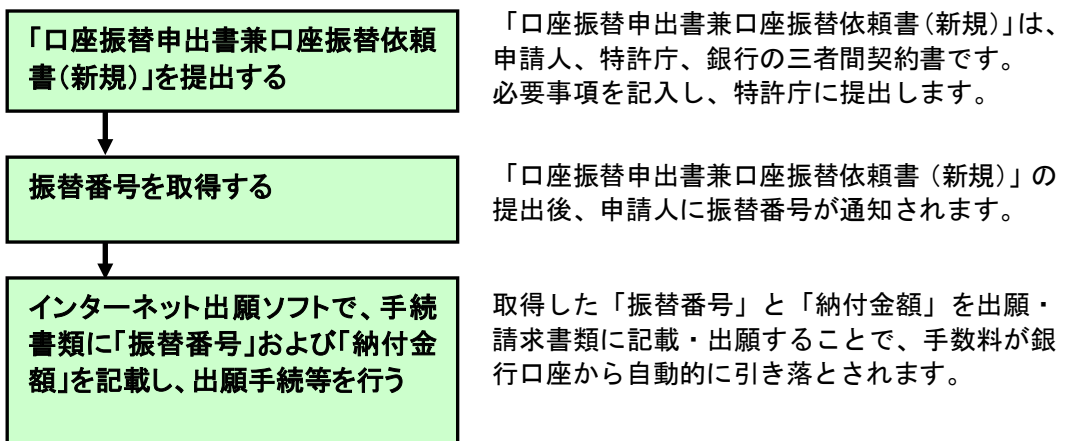 「口座振替申出書兼口座振替依頼
書（新規）」を提出する
「口座振替申出書兼口座振替依頼書（新規）」は、
申請人、特許庁、銀行の三者間契約書です。
必要事項を記入し、特許庁に提出します。
振替番号を取得する
「口座振替申出書兼口座振替依頼書（新規）」の
提出後、申請人に振替番号が通知されます。
インターネット出願ソフトで、手続
書類に「振替番号」および「納付金
額」を記載し、出願手続等を行う
取得した「振替番号」と「納付金額」を出願・
請求書類に記載・出願することで、手数料が銀
行口座から自動的に引き落とされます。